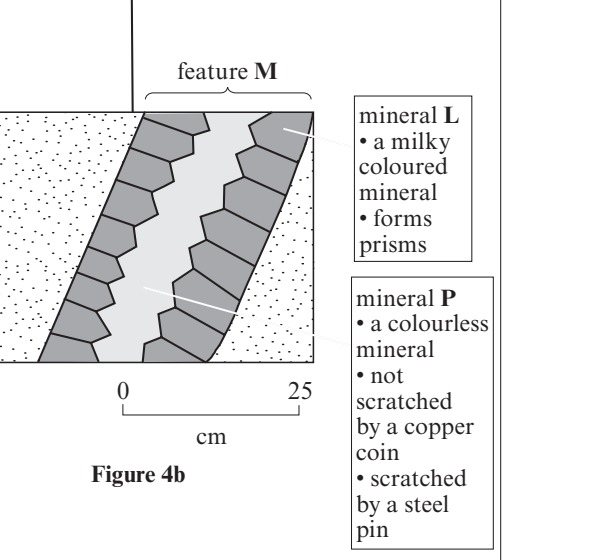 feature M
mineral L
• a milky
coloured
mineral
• forms
prisms
mineral P
• a colourless
mineral
• not
scratched
by a copper
coin
• scratched
by a steel
pin
0 25
cm
Figure 4b